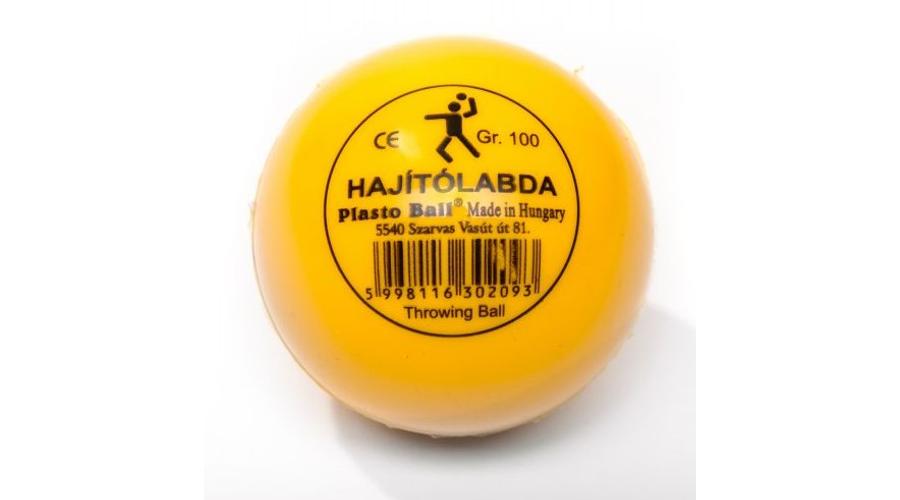 CE Gr. 100
HAJÍTÓLABDA
Plasto Ball® Made in Hungary
5540 Szarvas Vasút út 81.
5 998116 302093
Throwing Ball